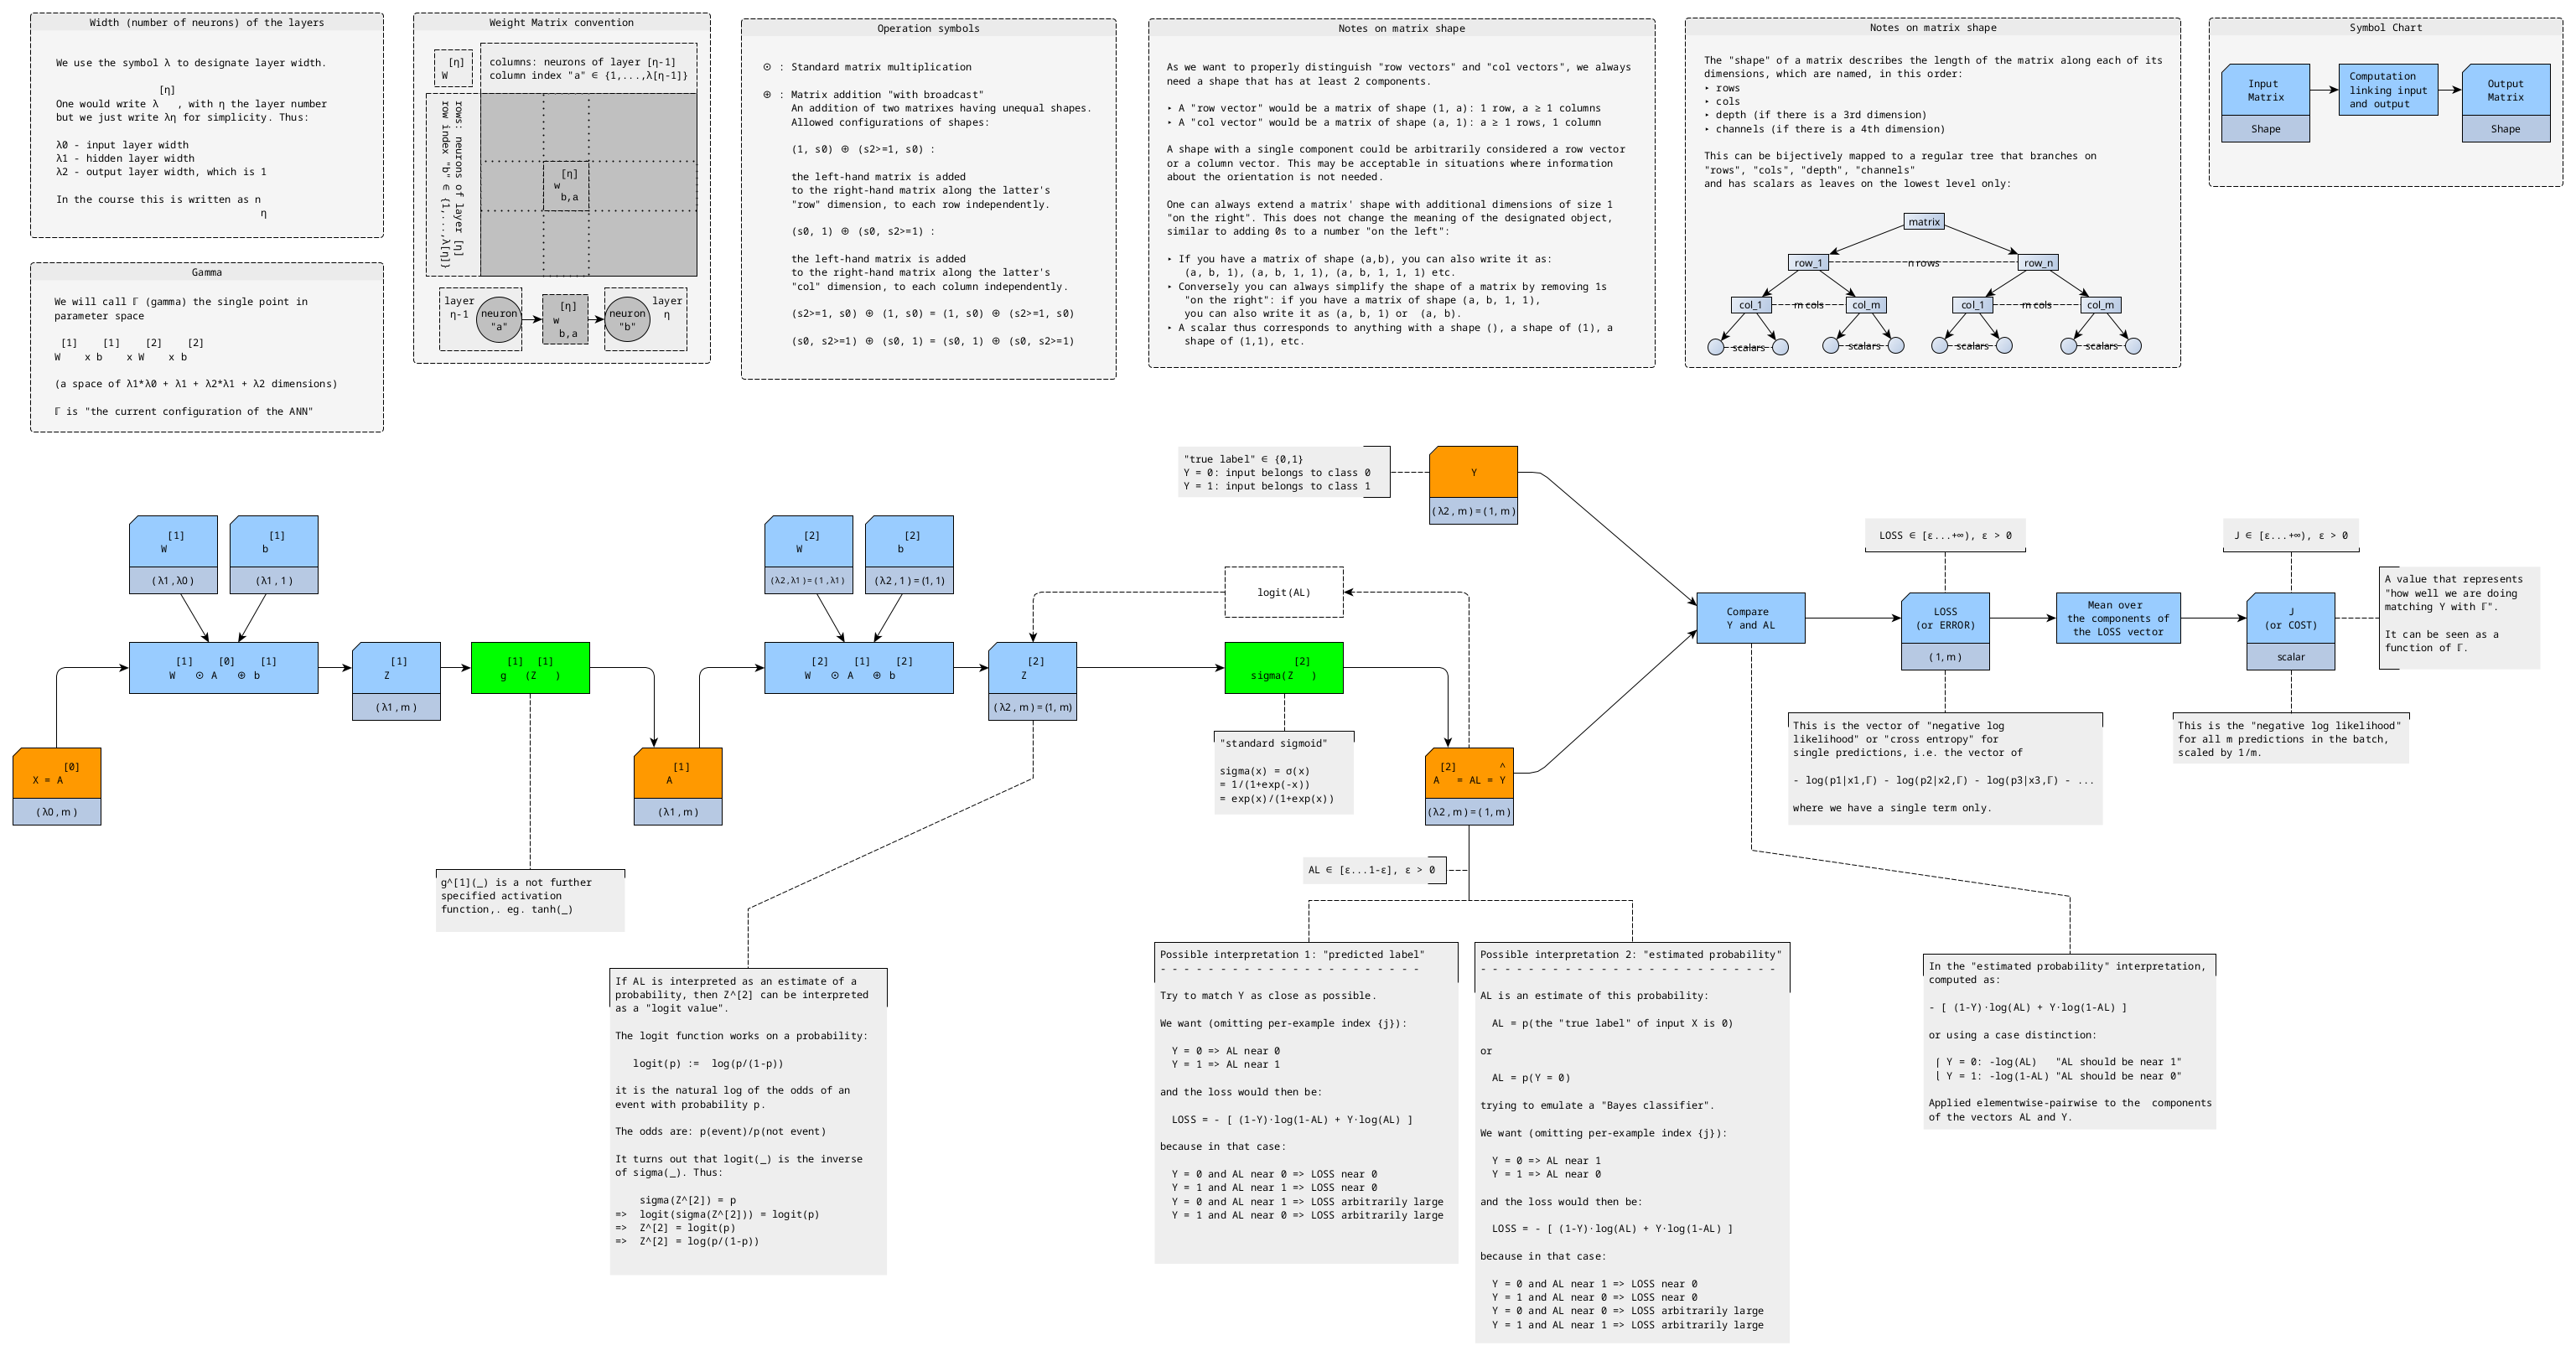 Width (number of neurons) of the layers
We use the symbol λ to designate layer width.
[η]
One would write λ   , with η the layer number
but we just write λη for simplicity. Thus:
λ0 - input layer width
λ1 - hidden layer width
λ2 - output layer width, which is 1
In the course this is written as n
η
Gamma
We will call Γ (gamma) the single point in
parameter space
[1]    [1]    [2]    [2]
W    x b    x W    x b
(a space of λ1*λ0 + λ1 + λ2*λ1 + λ2 dimensions)
Γ is "the current configuration of the ANN"
Weight Matrix convention
[η]
W
columns: neurons of layer [η-1]
column index "a" ∈ {1,...,λ[η-1]}
rows: neurons of layer [η]
row index "b" ∈ {1,...,λ[η]}
[η]
w
b,a
layer
η-1
neuron
"a"
[η]
w
b,a
neuron
"b"
layer
η
Operation symbols
⊙ : Standard matrix multiplication
⊕ : Matrix addition "with broadcast"
An addition of two matrixes having unequal shapes.
Allowed configurations of shapes:
(1, s0) ⊕ (s2>=1, s0) :
the left-hand matrix is added
to the right-hand matrix along the latter's
"row" dimension, to each row independently.
(s0, 1) ⊕ (s0, s2>=1) :
the left-hand matrix is added
to the right-hand matrix along the latter's
"col" dimension, to each column independently.
(s2>=1, s0) ⊕ (1, s0) = (1, s0) ⊕ (s2>=1, s0)
(s0, s2>=1) ⊕ (s0, 1) = (s0, 1) ⊕ (s0, s2>=1)
Notes on matrix shape
As we want to properly distinguish "row vectors" and "col vectors", we always
need a shape that has at least 2 components.
‣ A "row vector" would be a matrix of shape (1, a): 1 row, a ≥ 1 columns
‣ A "col vector" would be a matrix of shape (a, 1): a ≥ 1 rows, 1 column
A shape with a single component could be arbitrarily considered a row vector
or a column vector. This may be acceptable in situations where information
about the orientation is not needed.
One can always extend a matrix' shape with additional dimensions of size 1
"on the right". This does not change the meaning of the designated object,
similar to adding 0s to a number "on the left":
‣ If you have a matrix of shape (a,b), you can also write it as:
(a, b, 1), (a, b, 1, 1), (a, b, 1, 1, 1) etc.
‣ Conversely you can always simplify the shape of a matrix by removing 1s
"on the right": if you have a matrix of shape (a, b, 1, 1),
you can also write it as (a, b, 1) or  (a, b).
‣ A scalar thus corresponds to anything with a shape (), a shape of (1), a
shape of (1,1), etc.
Notes on matrix shape
The "shape" of a matrix describes the length of the matrix along each of its
dimensions, which are named, in this order:
‣ rows
‣ cols
‣ depth (if there is a 3rd dimension)
‣ channels (if there is a 4th dimension)
This can be bijectively mapped to a regular tree that branches on
"rows", "cols", "depth", "channels"
and has scalars as leaves on the lowest level only:
matrix
row_1
n rows
row_n
col_1
m cols
col_m
col_1
m cols
col_m
scalars
scalars
scalars
scalars
Symbol Chart
Input
Matrix
Shape
Computation
linking input
and output
Output
Matrix
Shape
"true label" ∈ {0,1}
Y = 0: input belongs to class 0
Y = 1: input belongs to class 1
Y
( λ2 , m ) = ( 1, m )
[1]
W
( λ1 , λ0 )
[1]
b
( λ1 , 1 )
[2]
W
( λ2 , λ1 ) = ( 1 , λ1 )
[2]
b
( λ2 , 1 ) = (1, 1)
logit(AL)
LOSS ∈ [ε...+∞), ε > 0
J ∈ [ε...+∞), ε > 0
[1]    [0]    [1]
W   ⊙ A   ⊕ b
[1]
Z
( λ1 , m )
[1]  [1]
g   (Z   )
[2]    [1]    [2]
W   ⊙ A   ⊕ b
[2]
Z
( λ2 , m ) = (1, m)
[2]
sigma(Z   )
Compare
Y and AL
LOSS
(or ERROR)
( 1, m )
Mean over
the components of
the LOSS vector
J
(or COST)
scalar
A value that represents
"how well we are doing
matching Y with Γ".
It can be seen as a
function of Γ.
[0]
X = A
( λ0 , m )
[1]
A
( λ1 , m )
"standard sigmoid"
sigma(x) = σ(x)
= 1/(1+exp(-x))
= exp(x)/(1+exp(x))
[2]       ^
A   = AL = Y
( λ2 , m ) = ( 1, m )
This is the vector of "negative log
likelihood" or "cross entropy" for
single predictions, i.e. the vector of
- log(p1|x1,Γ) - log(p2|x2,Γ) - log(p3|x3,Γ) - ...
where we have a single term only.
This is the "negative log likelihood"
for all m predictions in the batch,
scaled by 1/m.
g^[1](_) is a not further
specified activation
function,. eg. tanh(_)
AL ∈ [ε...1-ε], ε > 0
If AL is interpreted as an estimate of a
probability, then Z^[2] can be interpreted
as a "logit value".
The logit function works on a probability:
logit(p) :=  log(p/(1-p))
it is the natural log of the odds of an
event with probability p.
The odds are: p(event)/p(not event)
It turns out that logit(_) is the inverse
of sigma(_). Thus:
sigma(Z^[2]) = p
=>  logit(sigma(Z^[2])) = logit(p)
=>  Z^[2] = logit(p)
=>  Z^[2] = log(p/(1-p))
Possible interpretation 1: "predicted label"
- - - - - - - - - - - - - - - - - - - - - -
Try to match Y as close as possible.
We want (omitting per-example index {j}):
Y = 0 => AL near 0
Y = 1 => AL near 1
and the loss would then be:
LOSS = - [ (1-Y)·log(1-AL) + Y·log(AL) ]
because in that case:
Y = 0 and AL near 0 => LOSS near 0
Y = 1 and AL near 1 => LOSS near 0
Y = 0 and AL near 1 => LOSS arbitrarily large
Y = 1 and AL near 0 => LOSS arbitrarily large
Possible interpretation 2: "estimated probability"
- - - - - - - - - - - - - - - - - - - - - - - - -
AL is an estimate of this probability:
AL = p(the "true label" of input X is 0)
or
AL = p(Y = 0)
trying to emulate a "Bayes classifier".
We want (omitting per-example index {j}):
Y = 0 => AL near 1
Y = 1 => AL near 0
and the loss would then be:
LOSS = - [ (1-Y)·log(AL) + Y·log(1-AL) ]
because in that case:
Y = 0 and AL near 1 => LOSS near 0
Y = 1 and AL near 0 => LOSS near 0
Y = 0 and AL near 0 => LOSS arbitrarily large
Y = 1 and AL near 1 => LOSS arbitrarily large
In the "estimated probability" interpretation,
computed as:
- [ (1-Y)·log(AL) + Y·log(1-AL) ]
or using a case distinction:
⌈ Y = 0: -log(AL)   "AL should be near 1"
⌊ Y = 1: -log(1-AL) "AL should be near 0"
Applied elementwise-pairwise to the  components
of the vectors AL and Y.